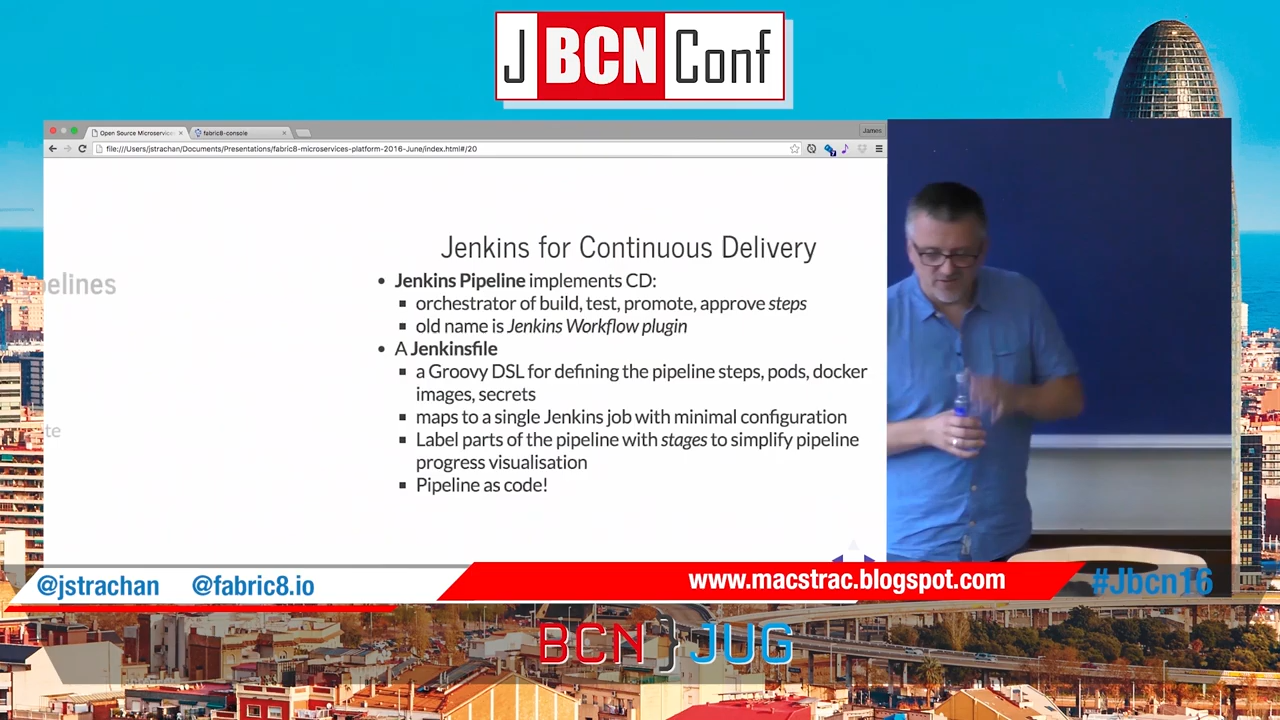 J BCN Conf
Open Source Microservices
fabric8-console
James
file:///Users/jstrachan/Documents/Presentations/fabric8-microservices-platform-2016-June/index.html#/20
Jenkins for Continuous Delivery
elines
Jenkins Pipeline implements CD:
orchestrator of build, test, promote, approve steps
old name is Jenkins Workflow plugin
A Jenkinsfile
a Groovy DSL for defining the pipeline steps, pods, docker
images, secrets
maps to a single Jenkins job with minimal configuration
te
Label parts of the pipeline with stages to simplify pipeline
progress visualisation
Pipeline as code!
@jstrachan @fabric8.io
www.macstrac.blogspot.com
#Jbcn16
BCN JUG